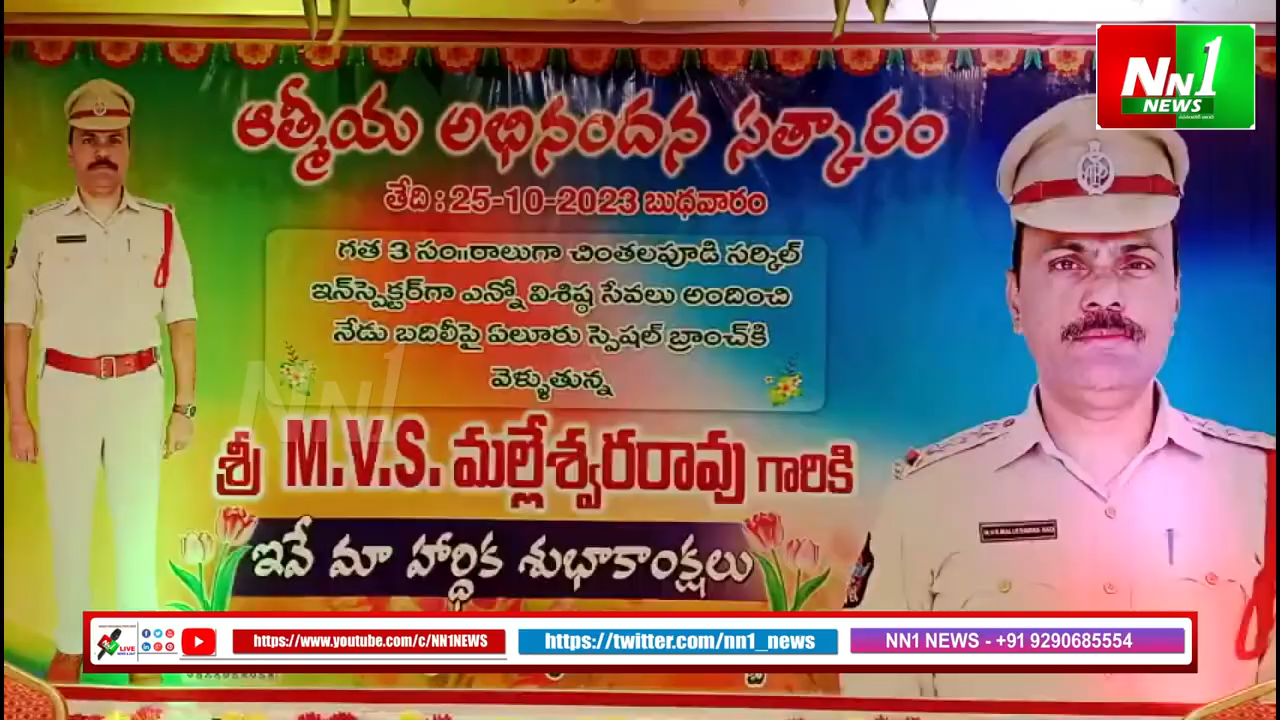 NN1
NEWS
ఆత్మీయ అభినందన సత్కారం
తేది : 25-10-2023 బుధవారం
గత 3 సం॥రాలుగా చింతలపూడి సర్కిల్
ఇన్‌స్పెక్టర్‌గా ఎన్నో విశిష్ఠ సేవలు అందించి
నేడు బదిలీపై ఏలూరు స్పెషల్ బ్రాంచ్‌కి
వెళ్ళుతున్న
NN1
శ్రీ M.V.S. మల్లేశ్వరరావు గారికి
ఇవే మా హార్ధిక శుభాకాంక్షలు
LIVE
https://www.youtube.com/c/NN1NEWS
https://twitter.com/nn1_news
NN1 NEWS - +91 9290685554